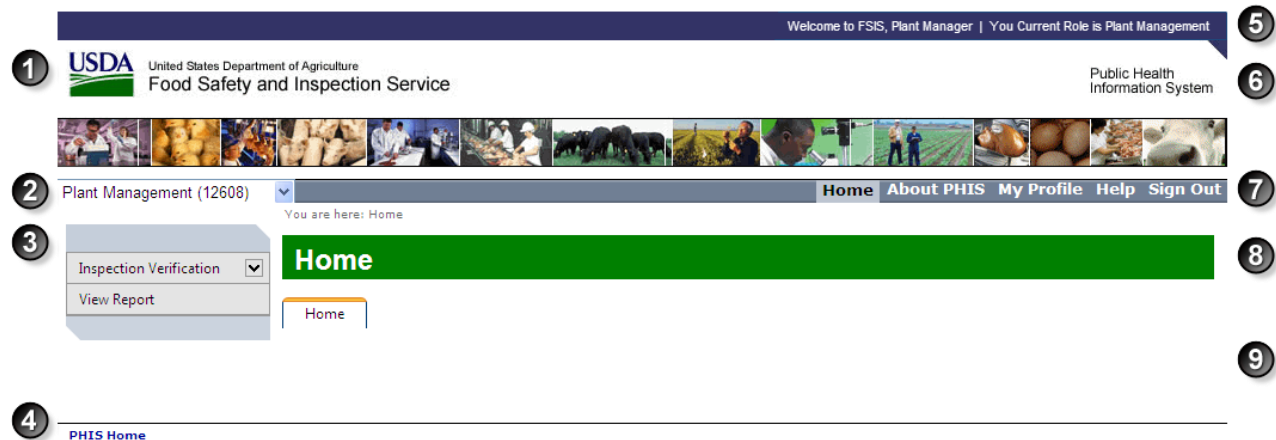 Welcome to FSIS, Plant Manager | You Current Role is Plant Management
5
1
USDA
United States Department of Agriculture
Food Safety and Inspection Service
Public Health
Information System
6
2
Plant Management (12608)
Home About PHIS My Profile Help Sign Out
7
You are here: Home
3
Inspection Verification
View Report
Home
8
Home
9
4
PHIS Home